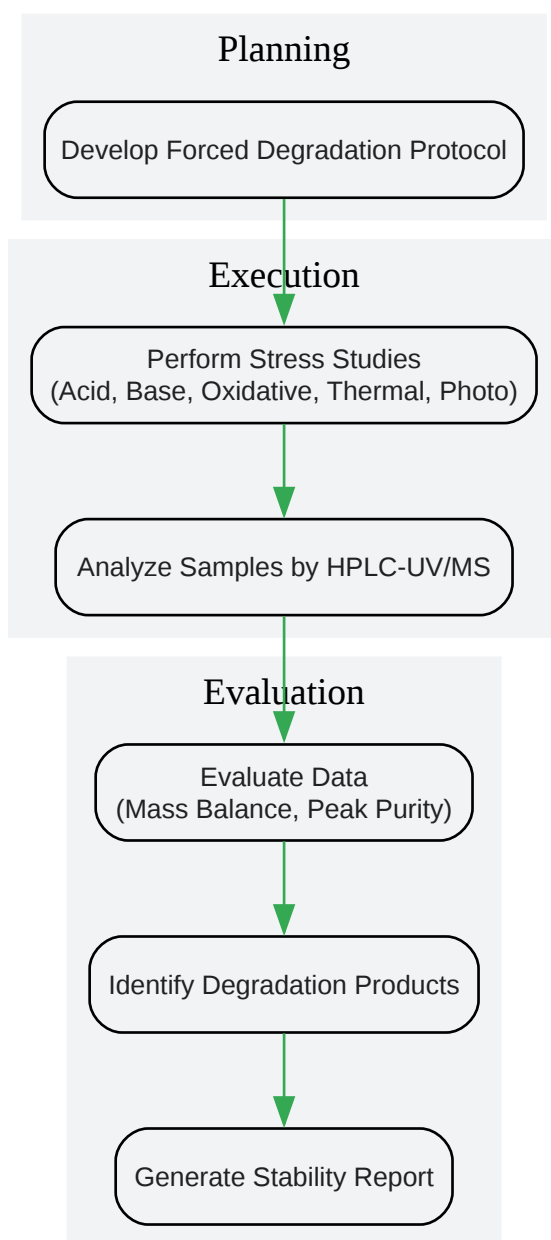 Planning
Develop Forced Degradation Protocol
Execution
Perform Stress Studies
(Acid, Base, Oxidative, Thermal, Photo)
Analyze Samples by HPLC-UV/MS
Evaluation
Evaluate Data
(Mass Balance, Peak Purity)
Identify Degradation Products
Generate Stability Report